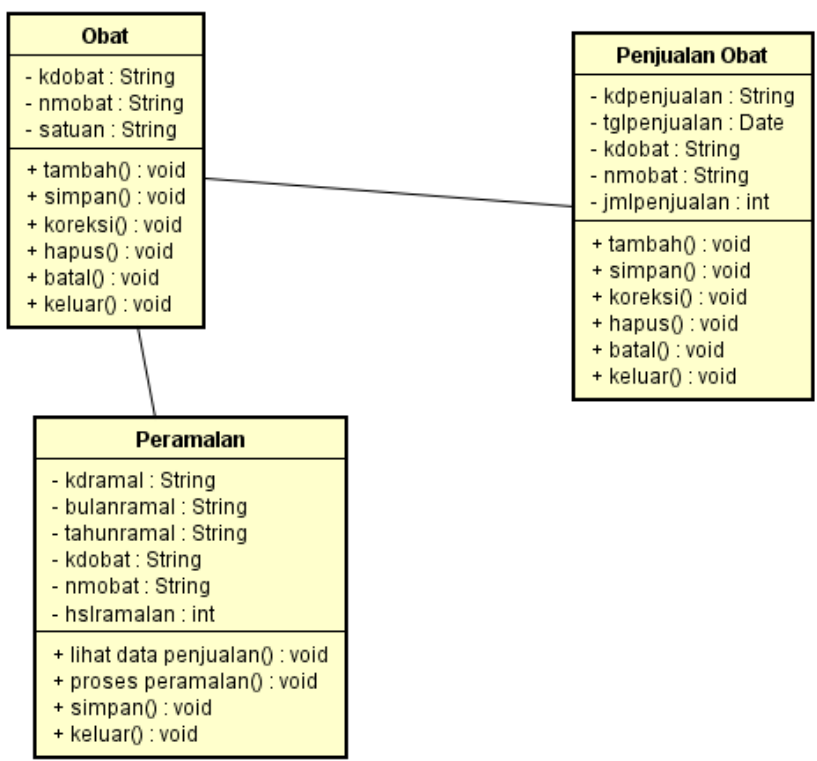 Obat
- kdobat : String
- nmobat : String
- satuan : String
+ tambah() : void
+ simpan() : void
+ koreksi() : void
+ hapus() : void
+ batal() : void
+ keluar() : void
Penjualan Obat
- kdpenjualan : String
- tglpenjualan : Date
- kdobat : String
- nmobat : String
- jmlpenjualan : int
+ tambah() : void
+ simpan() : void
+ koreksi() : void
+ hapus() : void
+ batal() : void
+ keluar() : void
Peramalan
- kdramal : String
- bulanramal : String
- tahunramal : String
- kdobat : String
- nmobat : String
- hslramalan : int
+ lihat data penjualan() : void
+ proses peramalan() : void
+ simpan() : void
+ keluar() : void